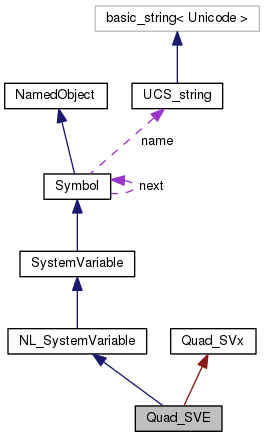 basic_string< Unicode >
NamedObject
UCS_string
name
Symbol
next
SystemVariable
NL_SystemVariable
Quad_SVx
Quad_SVE